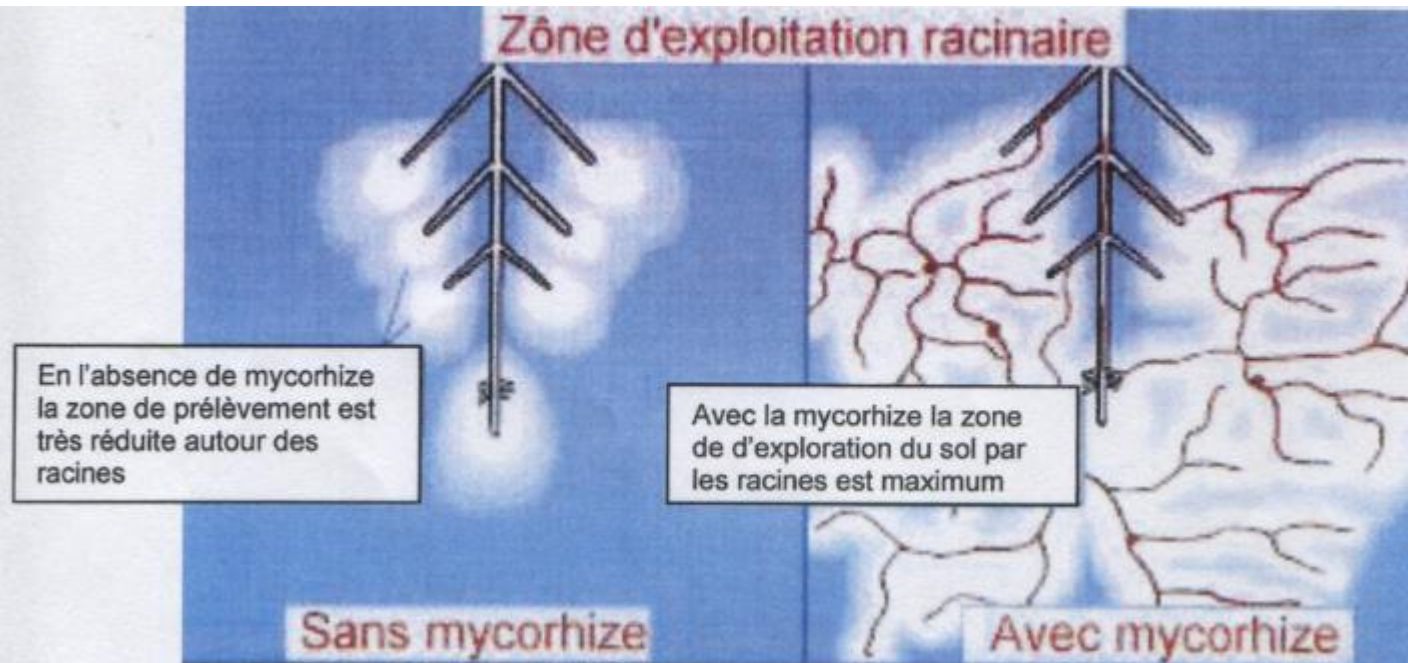 Zône d'exploitation racinaire
En l'absence de mycorhize
la zone de prélèvement est
très réduite autour des
racines
Avec la mycorhize la zone
de d'exploration du sol par
les racines est maximum
Sans mycorhize
Avec mycorhize